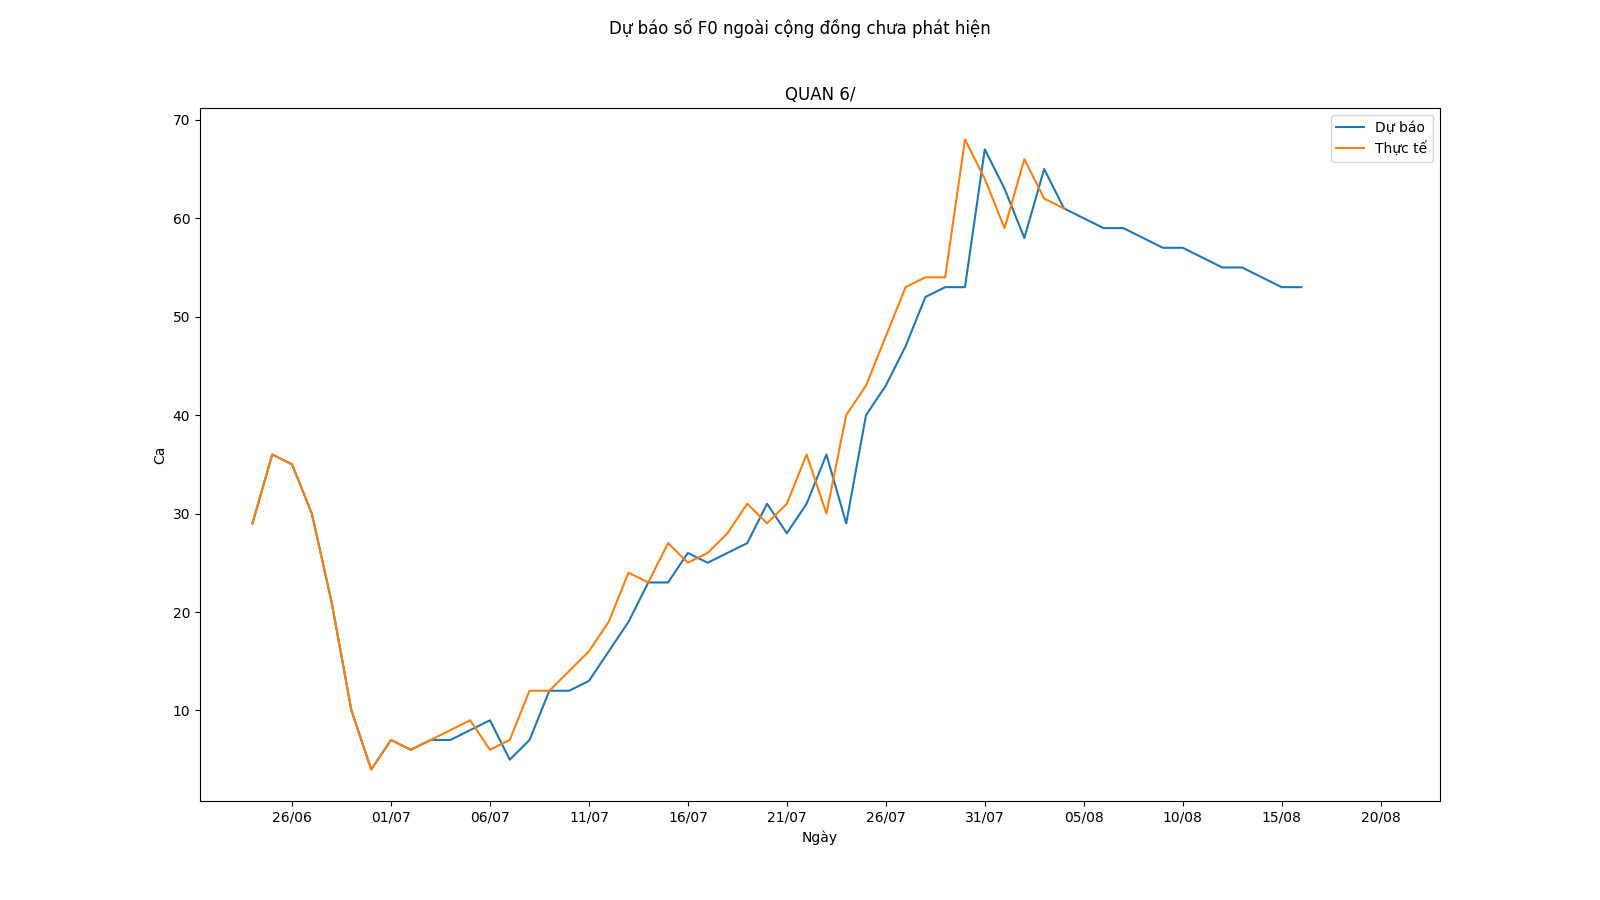 Dự báo số F0 ngoài cộng đồng chưa phát hiện
QUAN 6/
70
60
50
40
30
20
10
Ca
Dự báo
Thực tế
26/06 01/07 06/07 11/07 16/07 21/07 26/07 31/07 05/08 10/08 15/08 20/08
Ngày